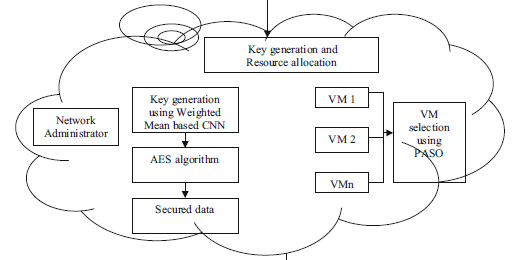 Key generation and
Resource allocation
Key generation
using Weighted
Mean based CNN
Network
Administrator
AES algorithm
Secured data
VM 1
VM 2
VMn
VM
selection
using
PASO